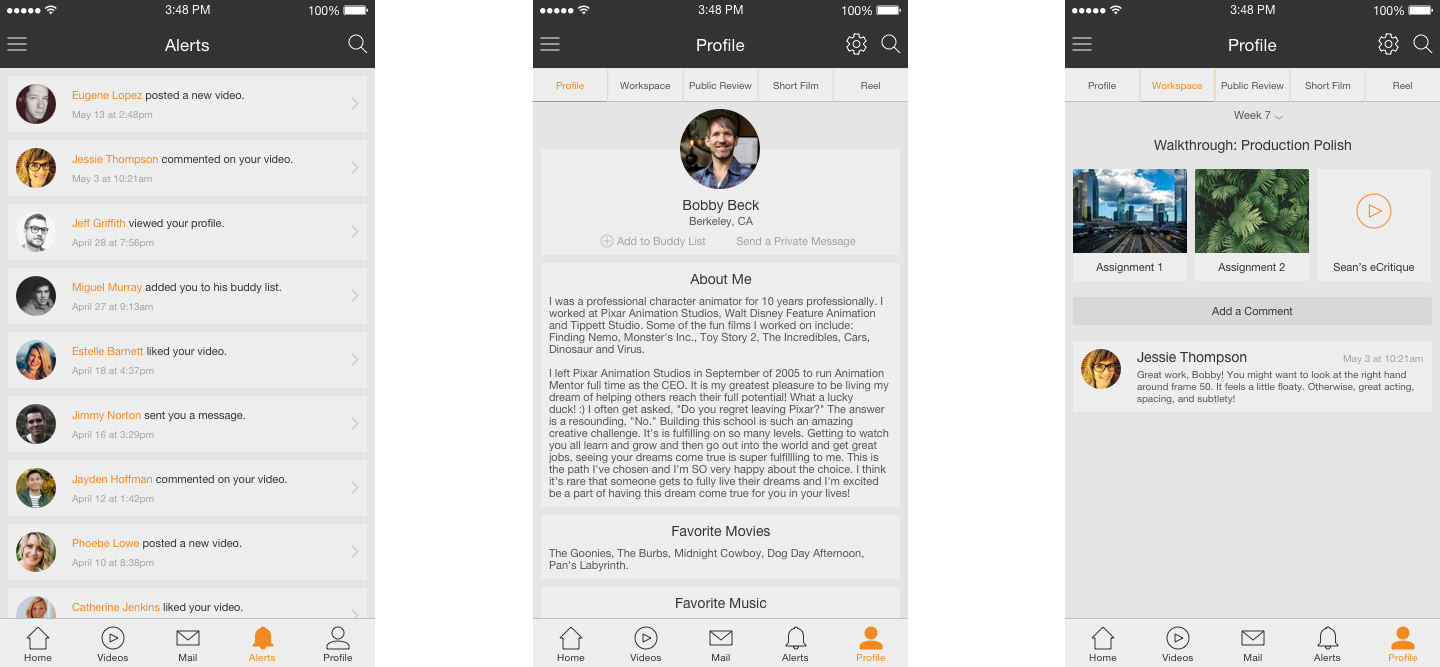 3:48 PM
100%
Alerts
Eugene Lopez posted a new video.
May 13 at 2:48pm
Jessie Thompson commented on your video.
May 3 at 10:21am
Jeff Griffith viewed your profile.
April 28 at 7:56pm
Miguel Murray added you to his buddy list.
April 27 at 9:13am
Estelle Barnett liked your video.
April 18 at 4:37pm
Jimmy Norton sent you a message.
April 16 at 3:29pm
Jayden Hoffman commented on your video.
April 12 at 1:42pm
Phoebe Lowe posted a new video.
April 10 at 8:38pm
Catherine Jenkins liked your video.
Home Videos Mail Alerts Profile
3:48 PM
100%
Profile
Profile Workspace Public Review Short Film Reel
Bobby Beck
Berkeley, CA
Add to Buddy List Send a Private Message
About Me
I was a professional character animator for 10 years professionally. I
worked at Pixar Animation Studios, Walt Disney Feature Animation
and Tippett Studio. Some of the fun films I worked on include:
Finding Nemo, Monster's Inc., Toy Story 2, The Incredibles, Cars,
Dinosaur and Virus.
I left Pixar Animation Studios in September of 2005 to run Animation
Mentor full time as the CEO. It is my greatest pleasure to be living my
dream of helping others reach their full potential! What a lucky
duck! :) I often get asked, "Do you regret leaving Pixar?" The answer
is a resounding, "No." Building this school is such an amazing
creative challenge. It's is fulfilling on so many levels. Getting to watch
you all learn and grow and then go out into the world and get great
jobs, seeing your dreams come true is super fulfillling to me. This is
the path I've chosen and I'm SO very happy about the choice. I think
it's rare that someone gets to fully live their dreams and I'm excited
be a part of having this dream come true for you in your lives!
Favorite Movies
The Goonies, The Burbs, Midnight Cowboy, Dog Day Afternoon,
Pan's Labyrinth.
Favorite Music
Home Videos Mail Alerts Profile
3:48 PM
100%
Profile
Profile Workspace Public Review Short Film Reel
Week 7
Walkthrough: Production Polish
Assignment 1 Assignment 2 Sean's eCritique
Add a Comment
Jessie Thompson May 3 at 10:21am
Great work, Bobby! You might want to look at the right hand
around frame 50. It feels a little floaty. Otherwise, great acting,
spacing, and subtlety!
Home Videos Mail Alerts Profile